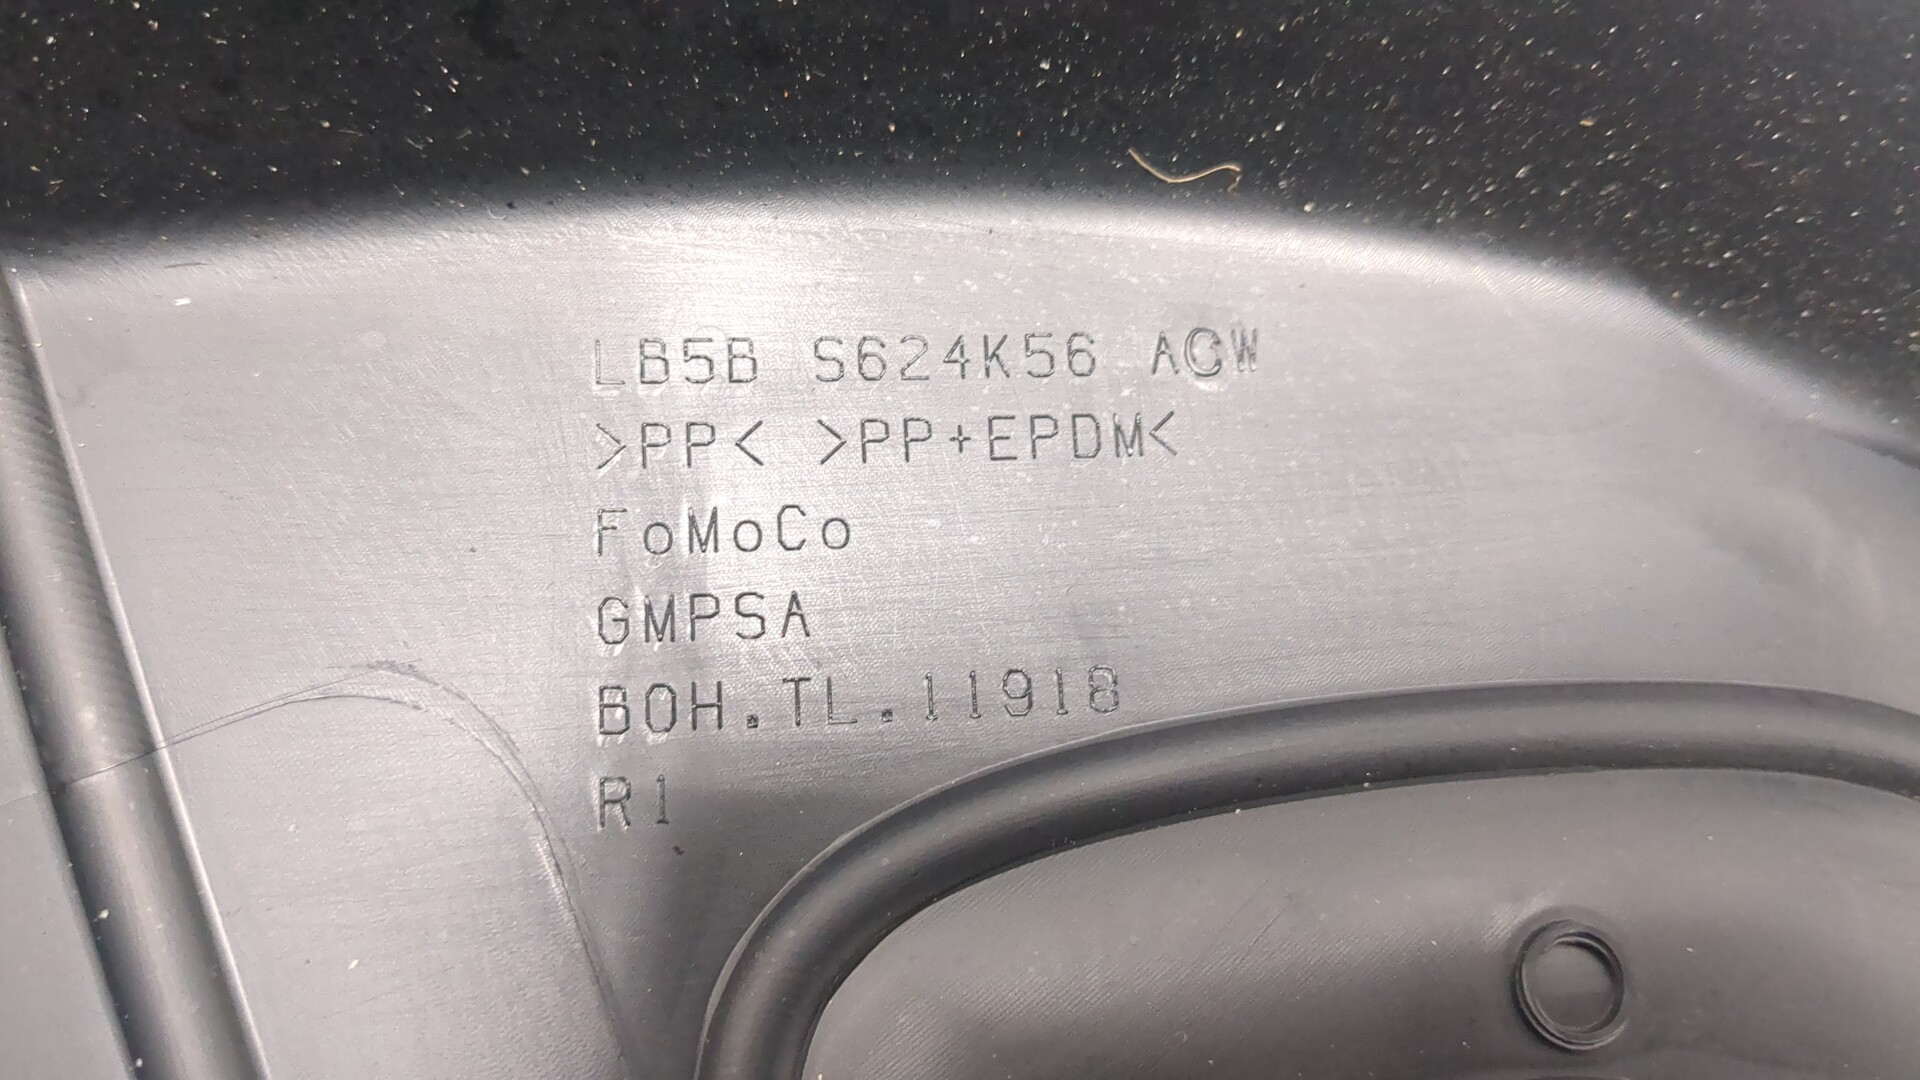 LB5B S624K56 ACW
>PP< >PP+EPDM<
FoMoCo
GMPSA
BOH.TL.11918
R1